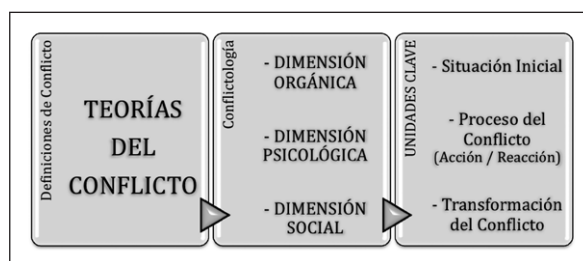 Definiciones de Conflicto
TEORÍAS
DEL
CONFLICTO
Conflictología
- DIMENSIÓN
ORGÁNICA
- DIMENSIÓN
PSICOLÓGICA
- DIMENSIÓN
SOCIAL
UNIDADES CLAVE
- Situación Inicial
- Proceso del
Conflicto
(Acción / Reacción)
- Transformación
del Conflicto